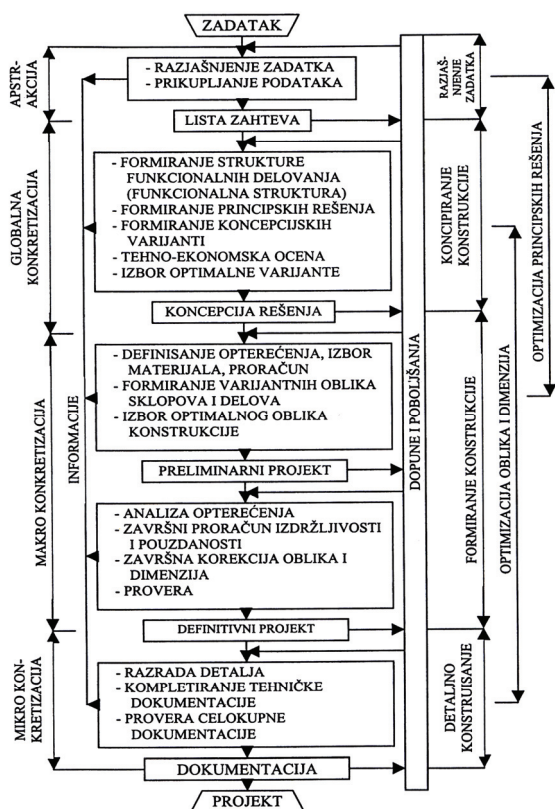 ZADATAK
- RAZJAŠNJENJE ZADATKA
- PRIKUPLJANJE PODATAKA
LISTA ZAHTEVA
- FORMIRANJE STRUKTURE
FUNKCIONALNIH DELOVANJA
(FUNKCIONALNA STRUKTURA)
- FORMIRANJE PRINCIPSKIH REŠENJA
- FORMIRANJE KONCEPCIJSKIH
VARIJANTI
- TEHNO-EKONOMSKA OCENA
- IZBOR OPTIMALNE VARIJANTE
KONCEPCIJA REŠENJA
- DEFINISANJE OPTEREĆENJA, IZBOR
MATERIJALA, PRORAČUN
- FORMIRANJE VARIJANTNIH OBLIKA
SKLOPOVA I DELOVA
- IZBOR OPTIMALNOG OBLIKA
KONSTRUKCIJE
PRELIMINARNI PROJEKT
- ANALIZA OPTEREĆENJA
- ZAVRŠNI PRORAČUN IZDRŽLJIVOSTI
I POUZDANOSTI
- ZAVRŠNA KOREKCIJA OBLIKA I
DIMENZIJA
- PROVERA
DEFINITIVNI PROJEKT
- RAZRADA DETALJA
- KOMPLETIRANJE TEHNIČKE
DOKUMENTACIJE
- PROVERA CELOKUPNE
DOKUMENTACIJE
DOKUMENTACIJA
PROJEKT
APSTR-
AKCIJA
GLOBALNA
KONKRETIZACIJA
MAKRO KONKRETIZACIJA
MIKRO KON-
KRETIZACIJA
INFORMACIJE
DOPUNE I POBOLJŠANJA
RAZJAŠ-
NJENJE
ZADATKA
KONCIPIRANJE
KONSTRUKCIJE
FORMIRANJE KONSTRUKCIJE
DETALJNO
KONSTRUISANJE
OPTIMIZACIJA OBLIKA I DIMENZIJA
OPTIMIZACIJA PRINCIPSKIH REŠENJA